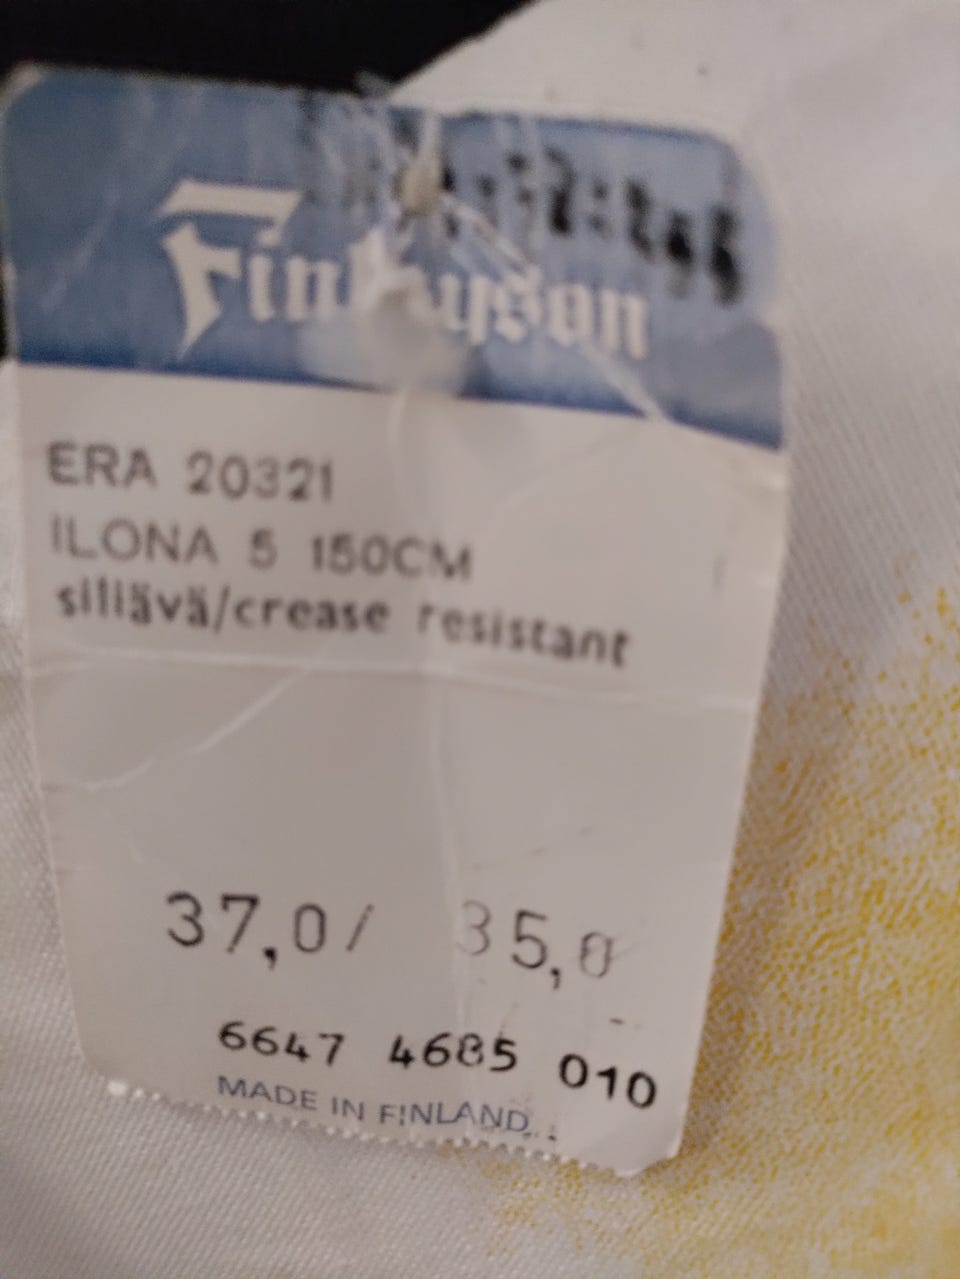 Finlayson
ERA 20321
ILONA 5 150CM
siliävä/crease resistant
37,0/ 35,0
6647 4685 010
MADE IN FINLAND